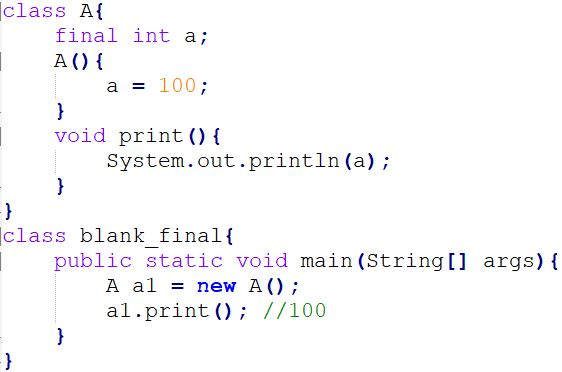 class A{
    final int a;
    A(){
        a = 100;
    }
    void print(){
        System.out.println(a);
    }
}
class blank_final{
    public static void main(String[] args){
        A a1 = new A();
        a1.print(); //100
    }
}